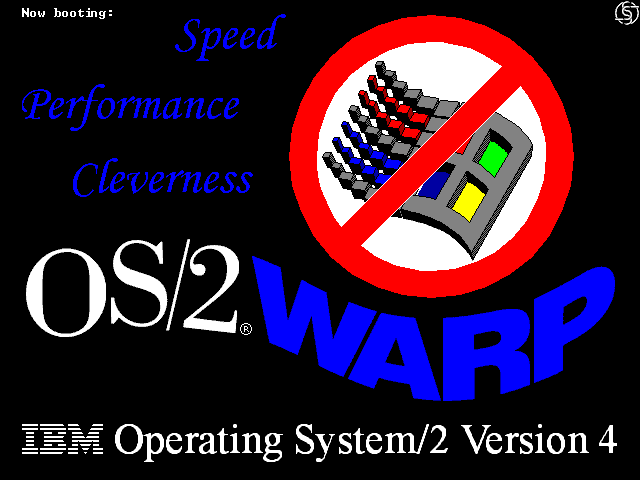 Now booting:
Speed
Performance
Cleverness
OS/2®
WARP
IBM Operating System/2 Version 4